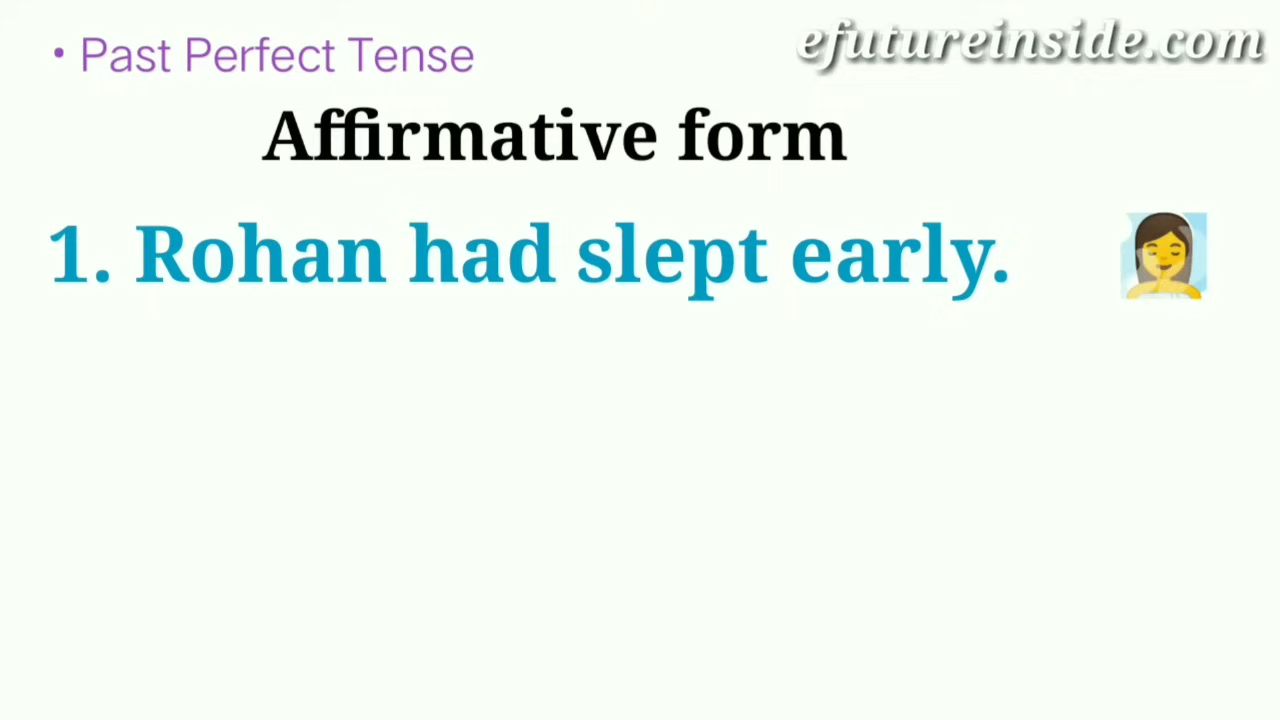 • Past Perfect Tense
efutureinside.com
Affirmative form
1. Rohan had slept early.